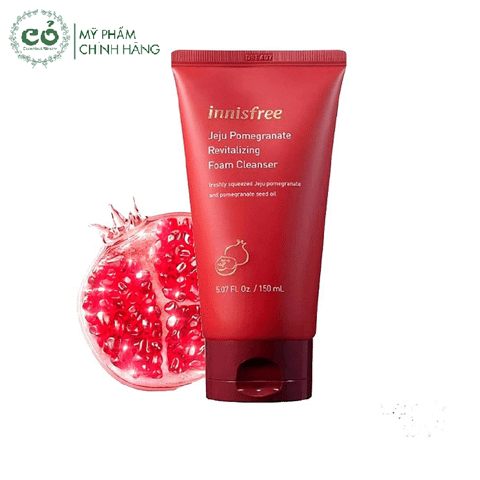 CỎ
MỸ PHẨM
CHÍNH HÃNG
innisfree
Jeju Pomegranate
Revitalizing
Foam Cleanser
freshly squeezed Jeju pomegranate
and pomegranate seed oil
5.07 FL Oz. / 150 mL